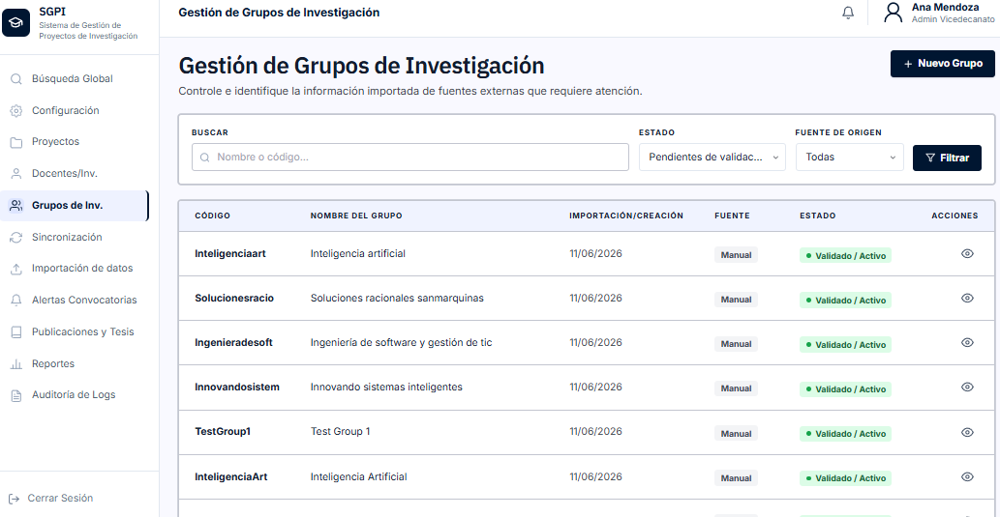 SGPI
Sistema de Gestión de
Proyectos de Investigación
Gestión de Grupos de Investigación
Ana Mendoza
Admin Vicedecanato
Búsqueda Global
Configuración
Proyectos
Docentes/Inv.
Grupos de Inv.
Sincronización
Importación de datos
Alertas Convocatorias
Publicaciones y Tesis
Reportes
Auditoría de Logs
Cerrar Sesión
Gestión de Grupos de Investigación
+ Nuevo Grupo
Controle e identifique la información importada de fuentes externas que requiere atención.
BUSCAR ESTADO FUENTE DE ORIGEN
Nombre o código... Pendientes de validac... Todas Filtrar
CÓDIGO NOMBRE DEL GRUPO IMPORTACIÓN/CREACIÓN FUENTE ESTADO ACCIONES
Inteligenciaart Inteligencia artificial 11/06/2026 Manual Validado / Activo
Solucionesracio Soluciones racionales sanmarquinas 11/06/2026 Manual Validado / Activo
Ingenieradesoft Ingeniería de software y gestión de tic 11/06/2026 Manual Validado / Activo
Innovandosistem Innovando sistemas inteligentes 11/06/2026 Manual Validado / Activo
TestGroup1 Test Group 1 11/06/2026 Manual Validado / Activo
InteligenciaArt Inteligencia Artificial 11/06/2026 Manual Validado / Activo